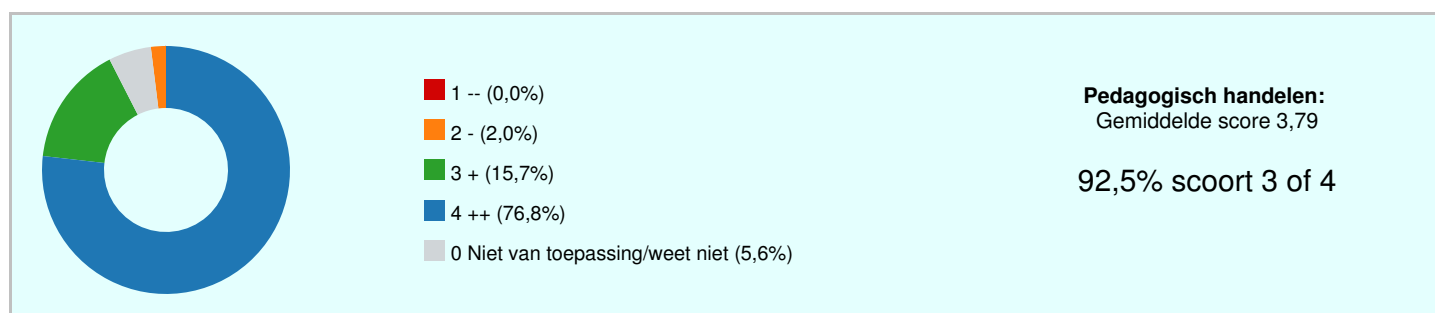 1 -- (0,0%)
2 - (2,0%)
3 + (15,7%)
4 ++ (76,8%)
0 Niet van toepassing/weet niet (5,6%)
Pedagogisch handelen:
Gemiddelde score 3,79
92,5% scoort 3 of 4